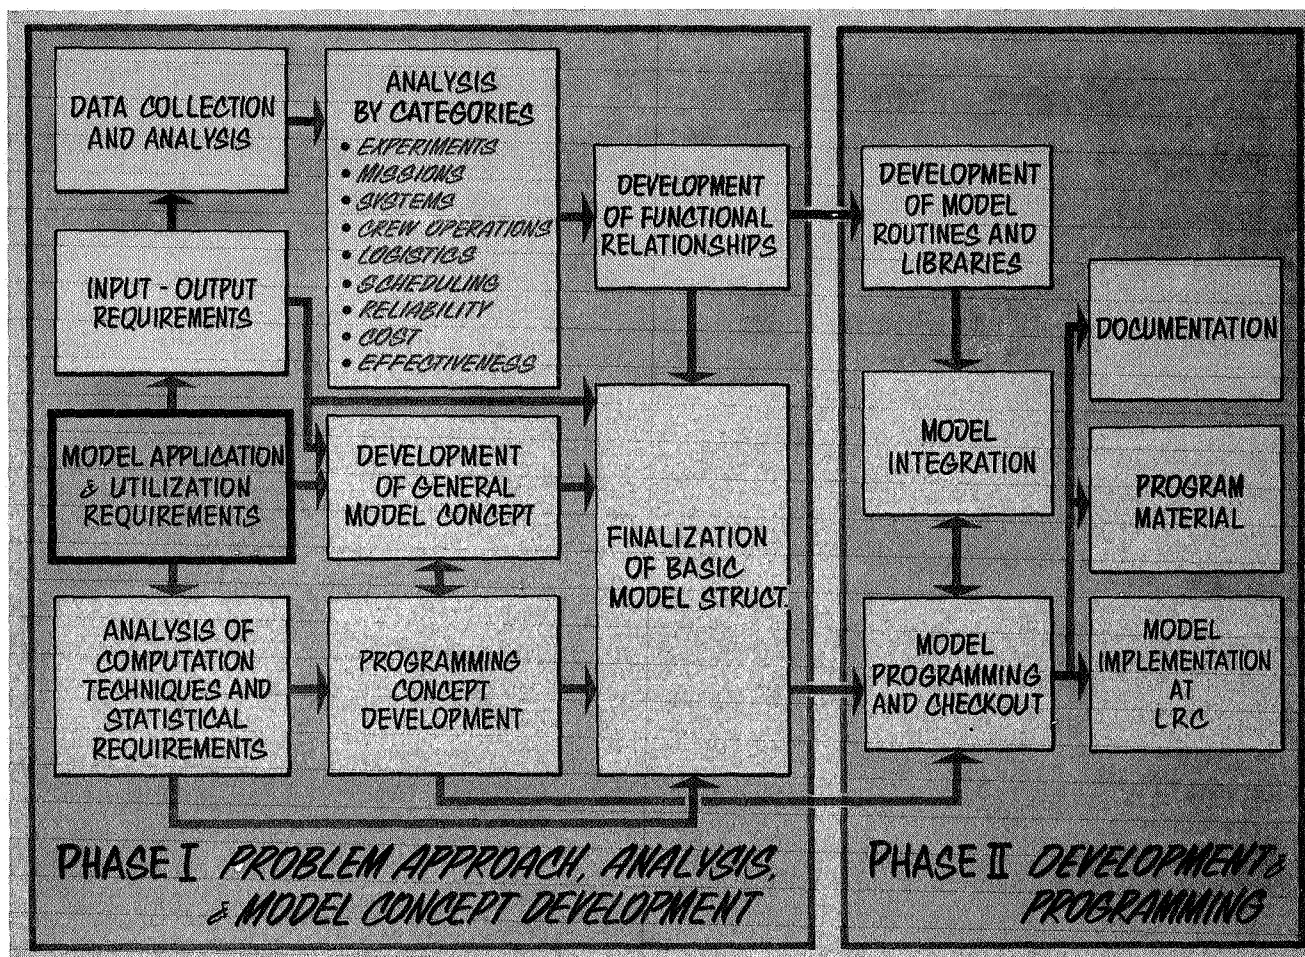 DATA COLLECTION
AND ANALYSIS
ANALYSIS
BY CATEGORIES
• EXPERIMENTS
• MISSIONS
• SYSTEMS
• CREW OPERATIONS
• LOGISTICS
• SCHEDULING
• RELIABILITY
• COST
• EFFECTIVENESS
DEVELOPMENT
OF FUNCTIONAL
RELATIONSHIPS
INPUT - OUTPUT
REQUIREMENTS
MODEL APPLICATION
& UTILIZATION
REQUIREMENTS
DEVELOPMENT
OF GENERAL
MODEL CONCEPT
FINALIZATION
OF BASIC
MODEL STRUCT.
ANALYSIS OF
COMPUTATION
TECHNIQUES AND
STATISTICAL
REQUIREMENTS
PROGRAMMING
CONCEPT
DEVELOPMENT
PHASE I PROBLEM APPROACH, ANALYSIS,
& MODEL CONCEPT DEVELOPMENT
DEVELOPMENT
OF MODEL
ROUTINES AND
LIBRARIES
DOCUMENTATION
MODEL
INTEGRATION
PROGRAM
MATERIAL
MODEL
PROGRAMMING
AND CHECKOUT
MODEL
IMPLEMENTATION
AT
LRC
PHASE II DEVELOPMENT &
PROGRAMMING